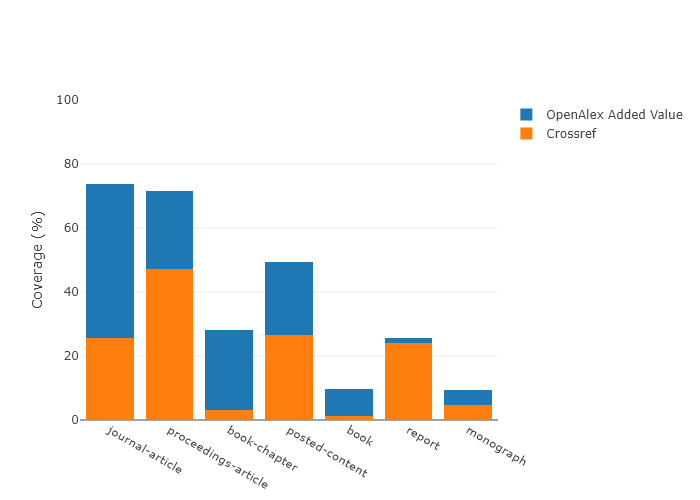 100
80
60
40
20
0
Coverage (%)
journal-article
proceedings-article
book-chapter
posted-content
book
report
monograph
OpenAlex Added Value
Crossref